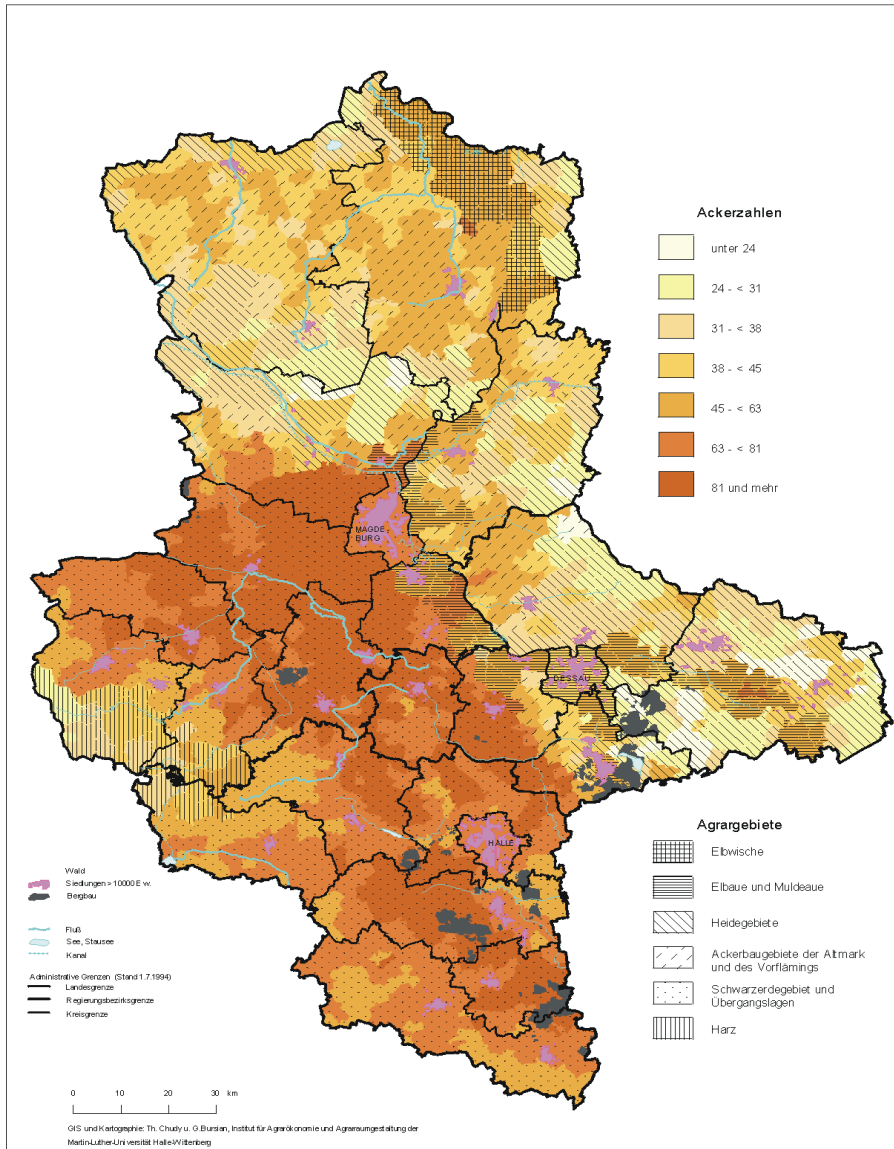 Ackerzahlen
unter 24
24 - < 31
31 - < 38
38 - < 45
45 - < 63
63 - < 81
81 und mehr
MAGDE-
BURG
DESSAU
HALLE
Agrargebiete
Elbwische
Elbaue und Muldeaue
Heidegebiete
Ackerbaugebiete der Altmark
und des Vorflämings
Schwarzerdegebiet und
Übergangslagen
Harz
Wald
Siedlungen > 10000 E w.
Bergbau
Fluß
See, Stausee
Kanal
Administrative Grenzen (Stand 1.7.1994)
Landesgrenze
Regierungsbezirksgrenze
Kreisgrenze
0 10 20 30 km
GIS und Kartographie: Th. Chudy u. G.Bursian, Institut für Agrarökonomie und Agrarraumgestaltung der
Martin-Luther-Universität Halle-Wittenberg